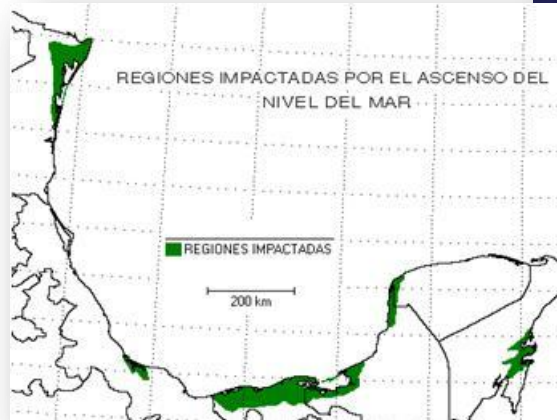 REGIONES IMPACTADAS POR EL ASCENSO DEL
NIVEL DEL MAR
REGIONES IMPACTADAS
200 km